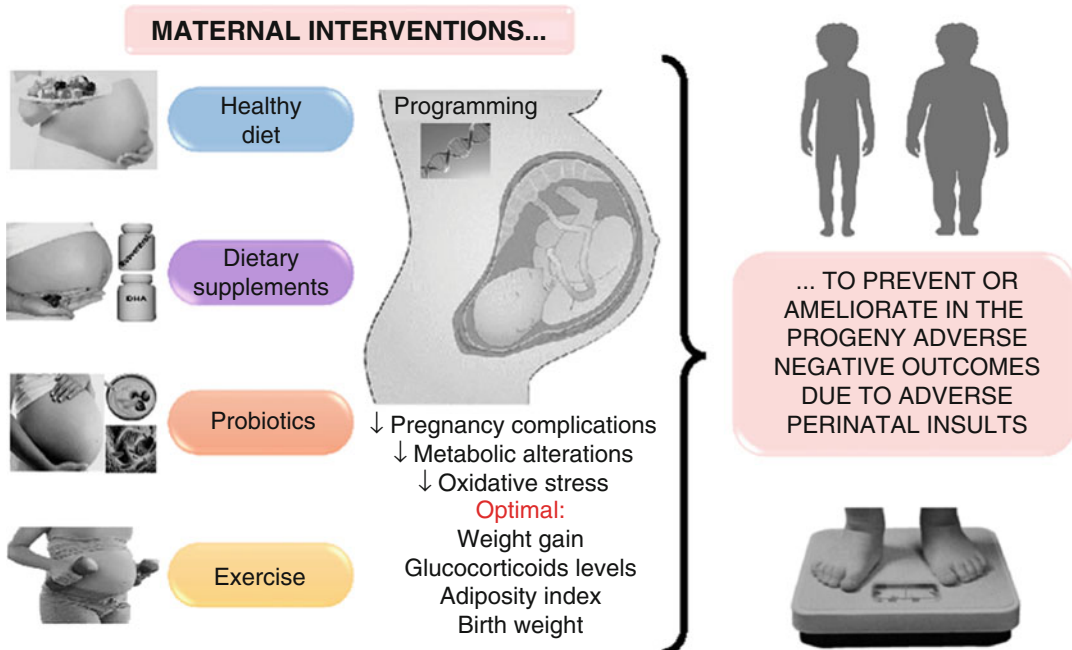 MATERNAL INTERVENTIONS...
Healthy
diet
Dietary
supplements
DHA
Probiotics
Exercise
Programming
↓ Pregnancy complications
↓ Metabolic alterations
↓ Oxidative stress
Optimal:
Weight gain
Glucocorticoids levels
Adiposity index
Birth weight
... TO PREVENT OR
AMELIORATE IN THE
PROGENY ADVERSE
NEGATIVE OUTCOMES
DUE TO ADVERSE
PERINATAL INSULTS